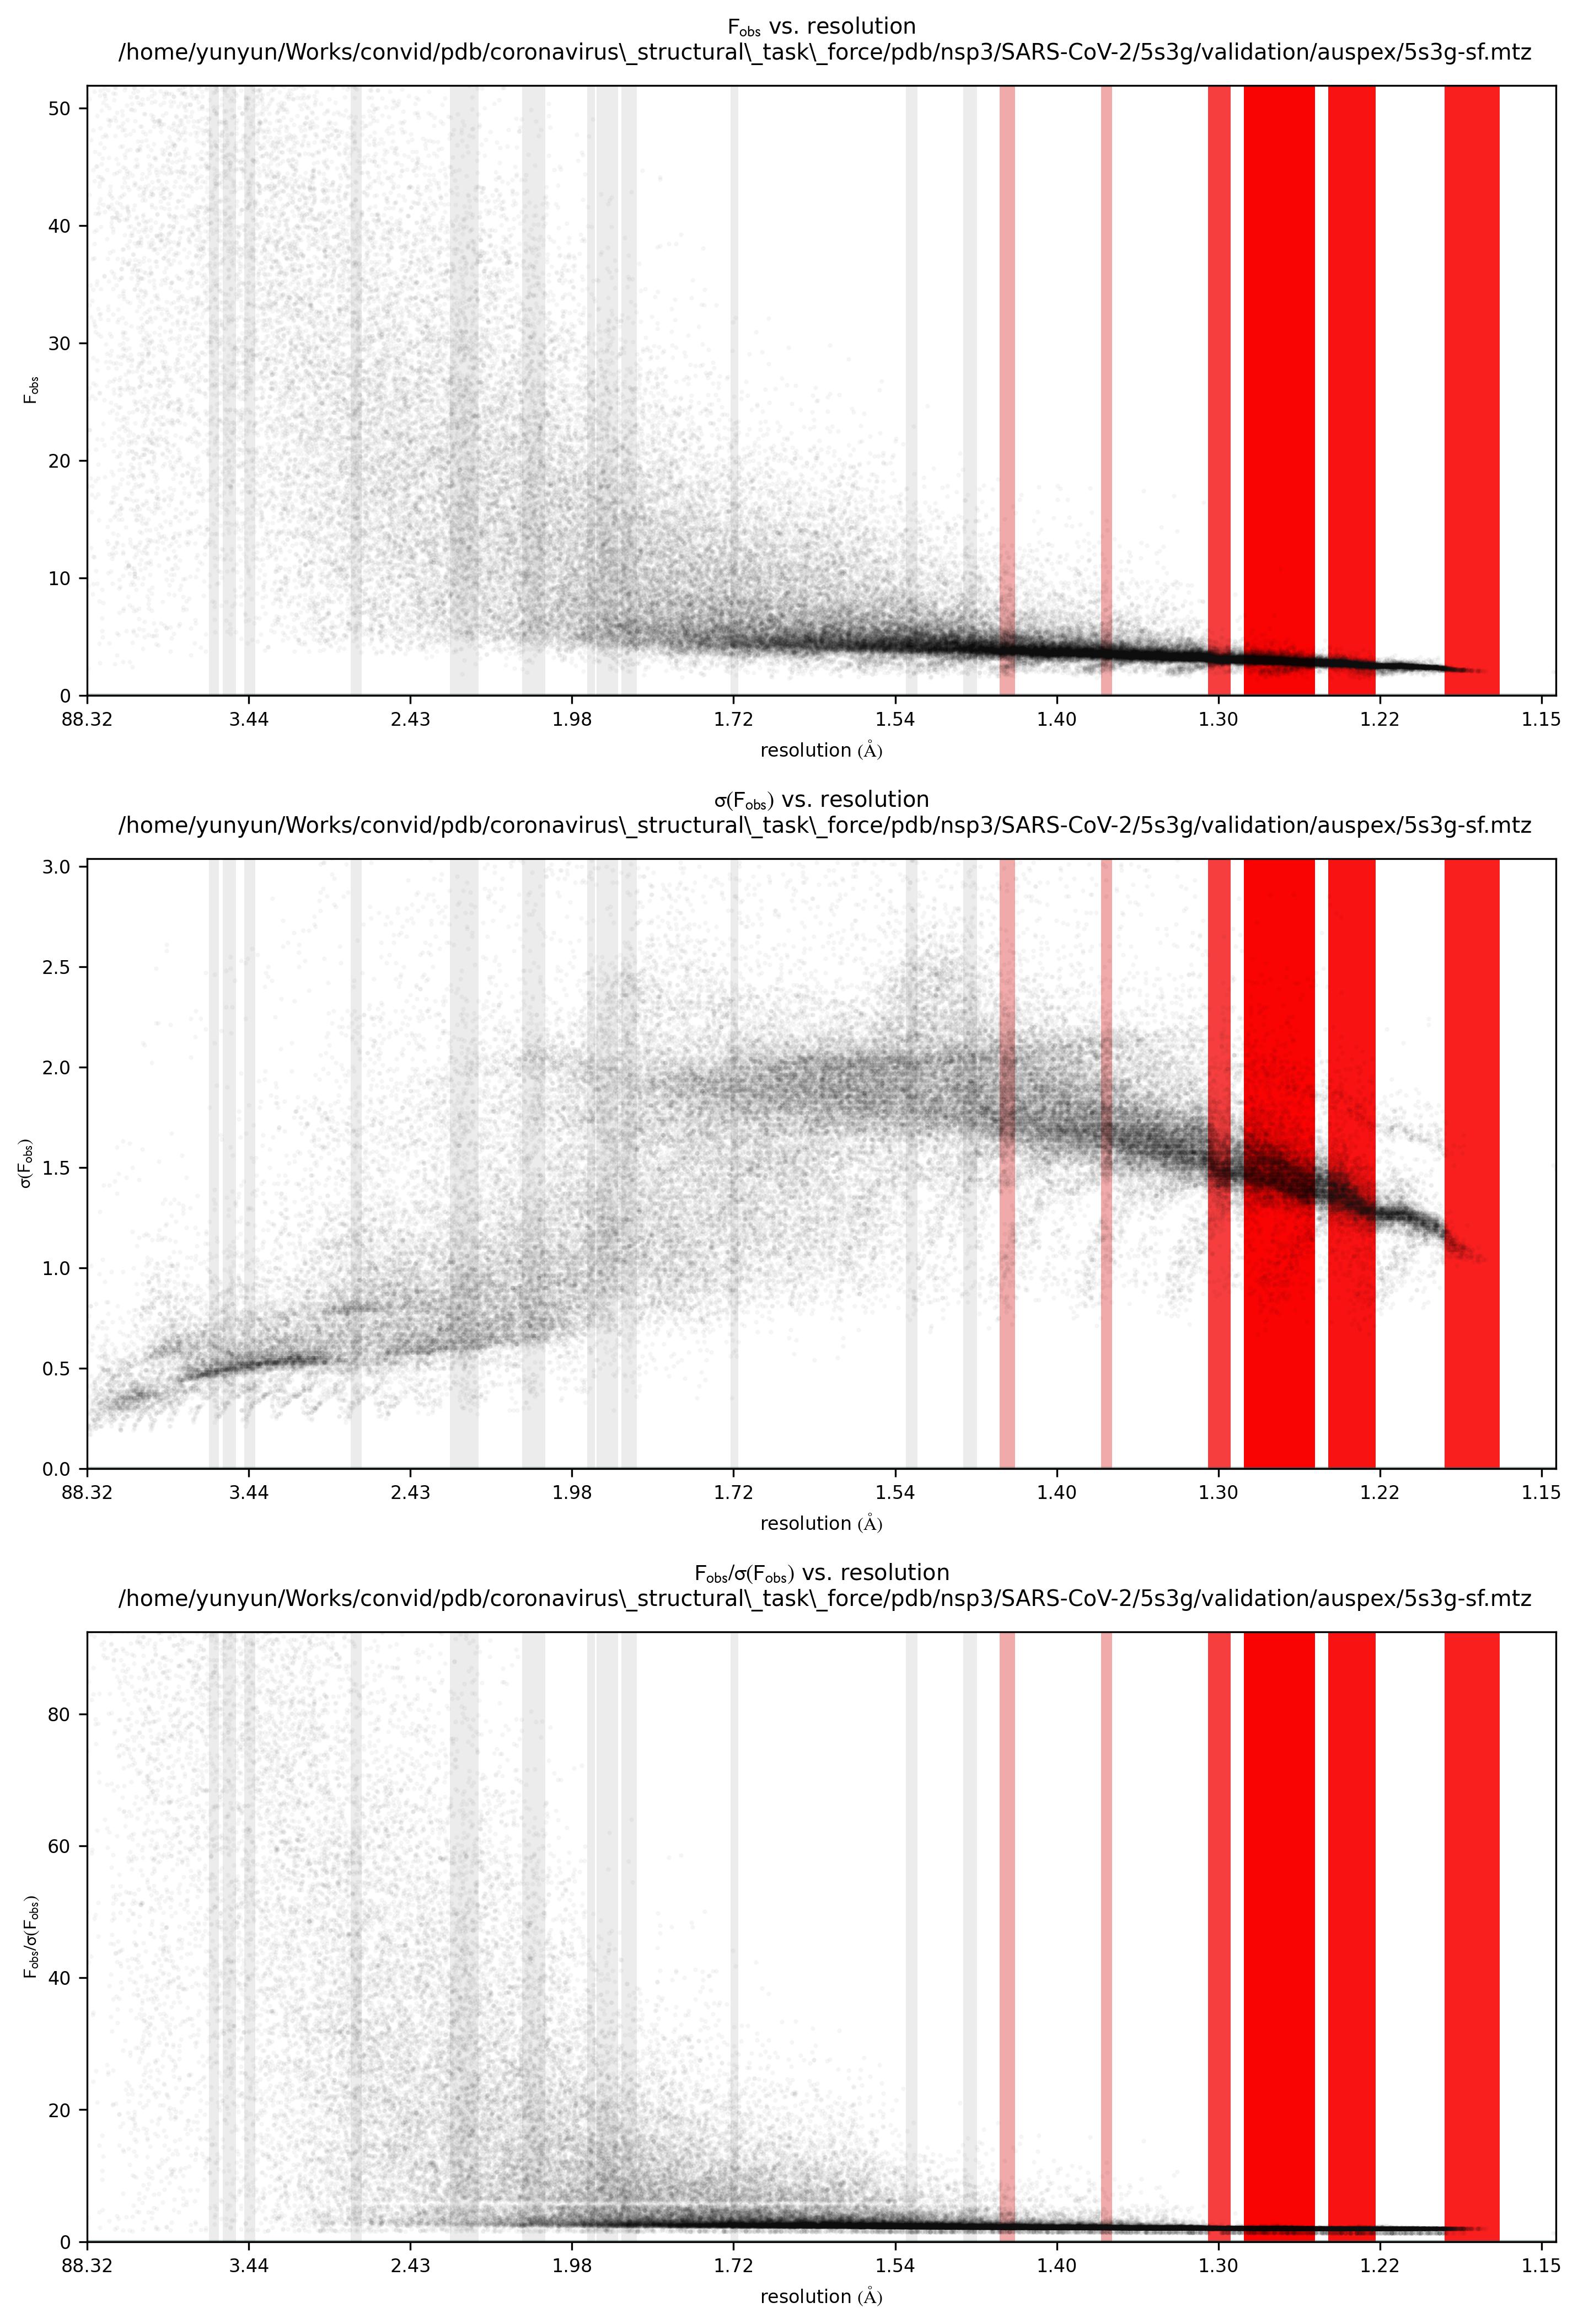 Fobs vs. resolution
/home/yunyun/Works/convid/pdb/coronavirus\_structural\_task\_force/pdb/nsp3/SARS-CoV-2/5s3g/validation/auspex/5s3g-sf.mtz
50
40
30
20
10
0
Fobs
88.32 3.44 2.43 1.98 1.72 1.54 1.40 1.30 1.22 1.15
resolution (Å)
σ(Fobs) vs. resolution
/home/yunyun/Works/convid/pdb/coronavirus\_structural\_task\_force/pdb/nsp3/SARS-CoV-2/5s3g/validation/auspex/5s3g-sf.mtz
3.0
2.5
2.0
1.5
1.0
0.5
0.0
σ(Fobs)
88.32 3.44 2.43 1.98 1.72 1.54 1.40 1.30 1.22 1.15
resolution (Å)
Fobs/σ(Fobs) vs. resolution
/home/yunyun/Works/convid/pdb/coronavirus\_structural\_task\_force/pdb/nsp3/SARS-CoV-2/5s3g/validation/auspex/5s3g-sf.mtz
80
60
40
20
0
Fobs/σ(Fobs)
88.32 3.44 2.43 1.98 1.72 1.54 1.40 1.30 1.22 1.15
resolution (Å)